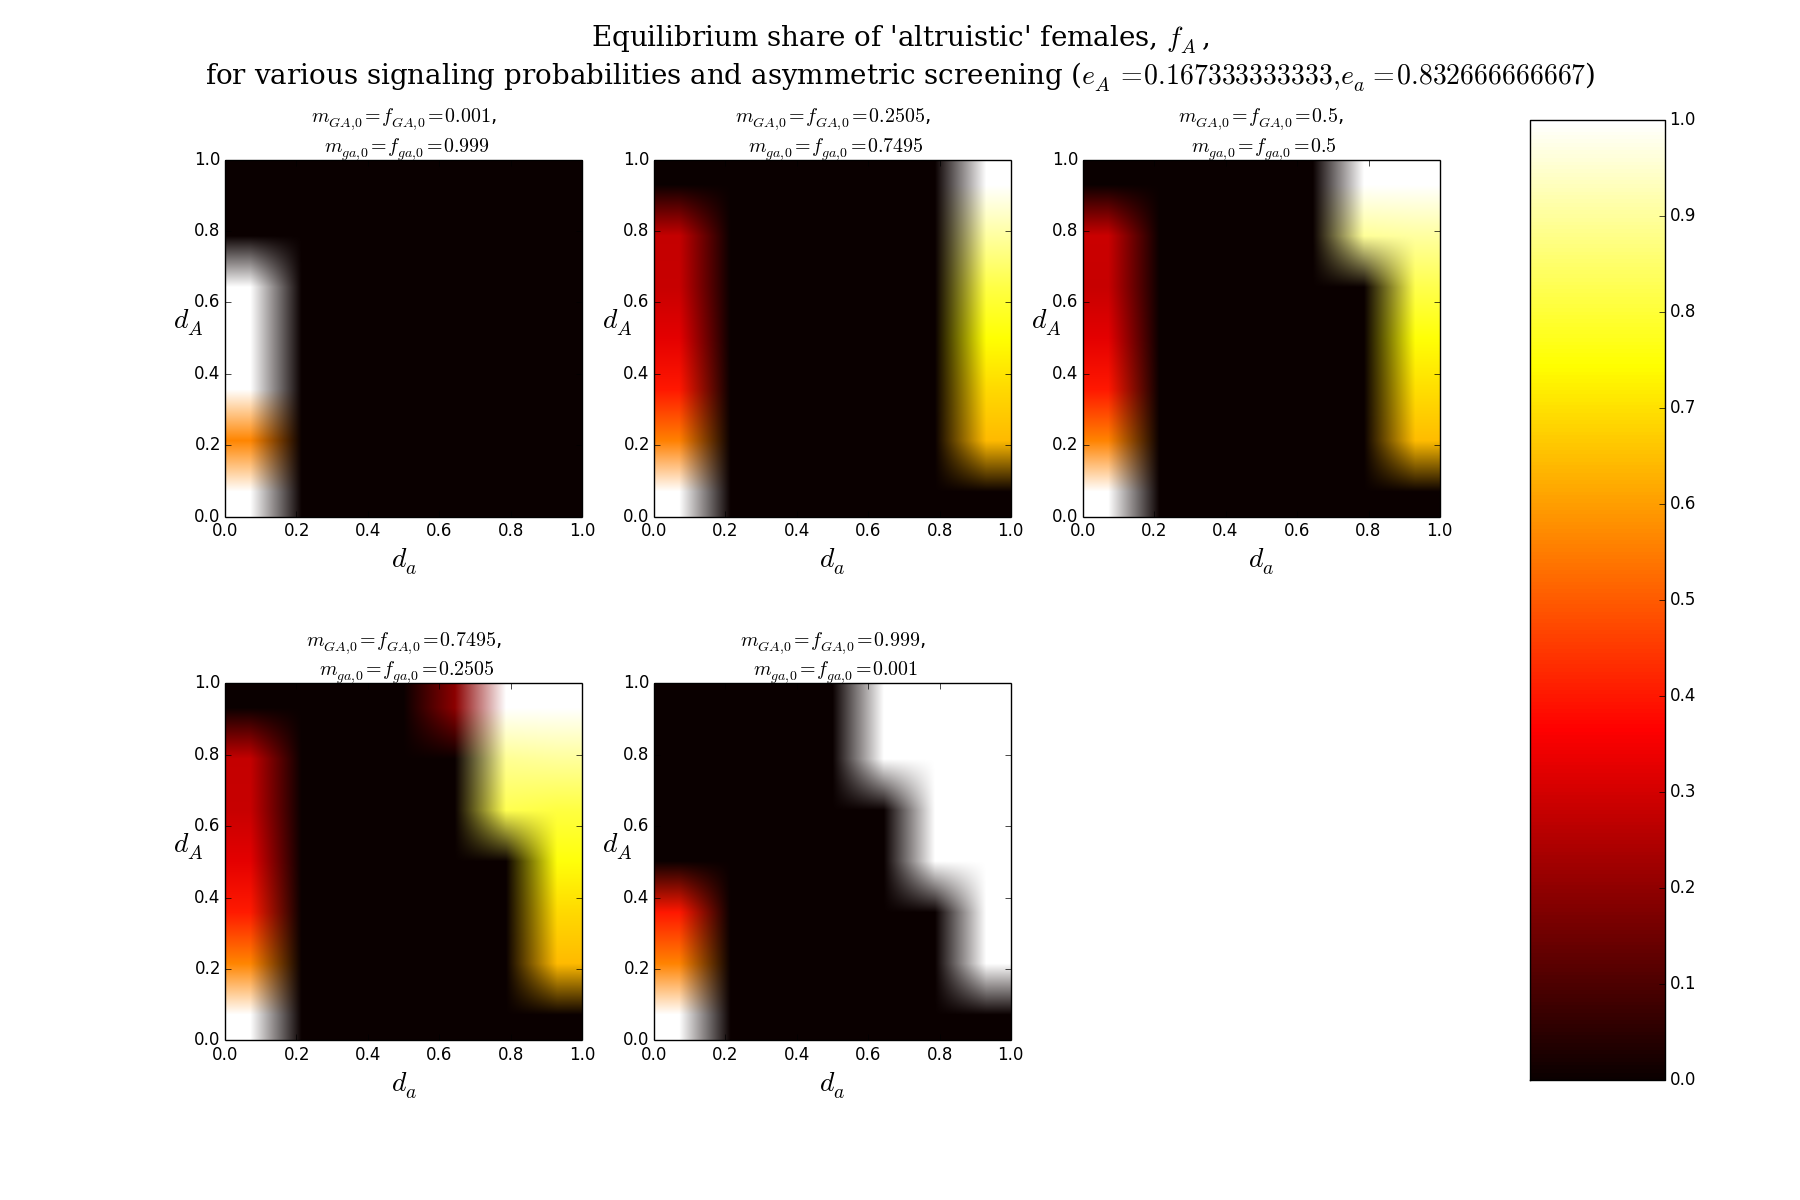 Equilibrium share of 'altruistic' females, f_A,
for various signaling probabilities and asymmetric screening (e_A =0.167333333333,e_a =0.832666666667)
m_GA,0=f_GA,0=0.001,
m_ga,0=f_ga,0=0.999
1.0
0.8
0.6
d_A
0.4
0.2
0.0
0.0 0.2 0.4 0.6 0.8 1.0
d_a
m_GA,0=f_GA,0=0.2505,
m_ga,0=f_ga,0=0.7495
1.0
0.8
0.6
d_A
0.4
0.2
0.0
0.0 0.2 0.4 0.6 0.8 1.0
d_a
m_GA,0=f_GA,0=0.5,
m_ga,0=f_ga,0=0.5
1.0
0.8
0.6
d_A
0.4
0.2
0.0
0.0 0.2 0.4 0.6 0.8 1.0
d_a
m_GA,0=f_GA,0=0.7495,
m_ga,0=f_ga,0=0.2505
1.0
0.8
0.6
d_A
0.4
0.2
0.0
0.0 0.2 0.4 0.6 0.8 1.0
d_a
m_GA,0=f_GA,0=0.999,
m_ga,0=f_ga,0=0.001
1.0
0.8
0.6
d_A
0.4
0.2
0.0
0.0 0.2 0.4 0.6 0.8 1.0
d_a
1.0
0.9
0.8
0.7
0.6
0.5
0.4
0.3
0.2
0.1
0.0